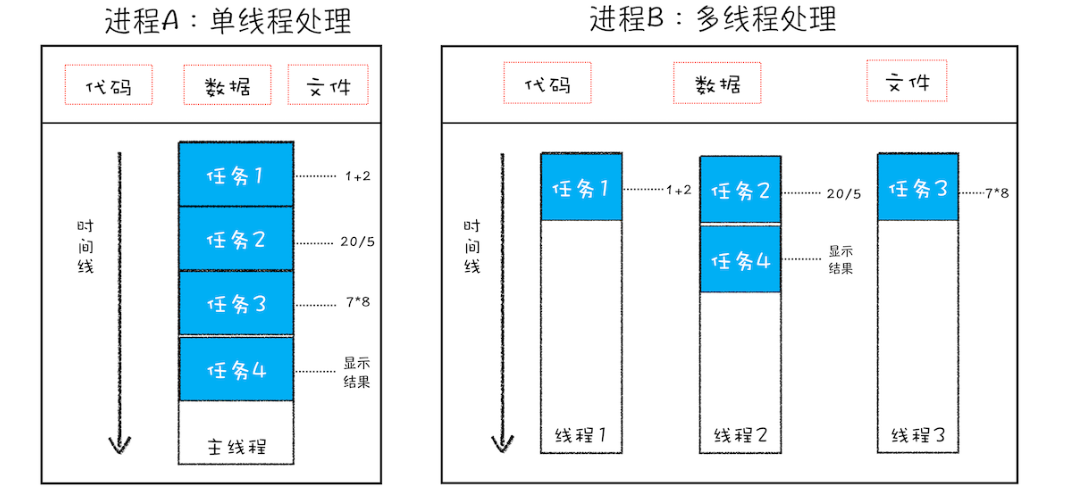 进程A：单线程处理
代码 数据 文件
时间线
任务1 1+2
任务2 20/5
任务3 7*8
任务4 显示
结果
主线程
进程B：多线程处理
代码 数据 文件
时间线
任务1 1+2 任务2 20/5 任务3 7*8
任务4 显示
结果
线程1 线程2 线程3